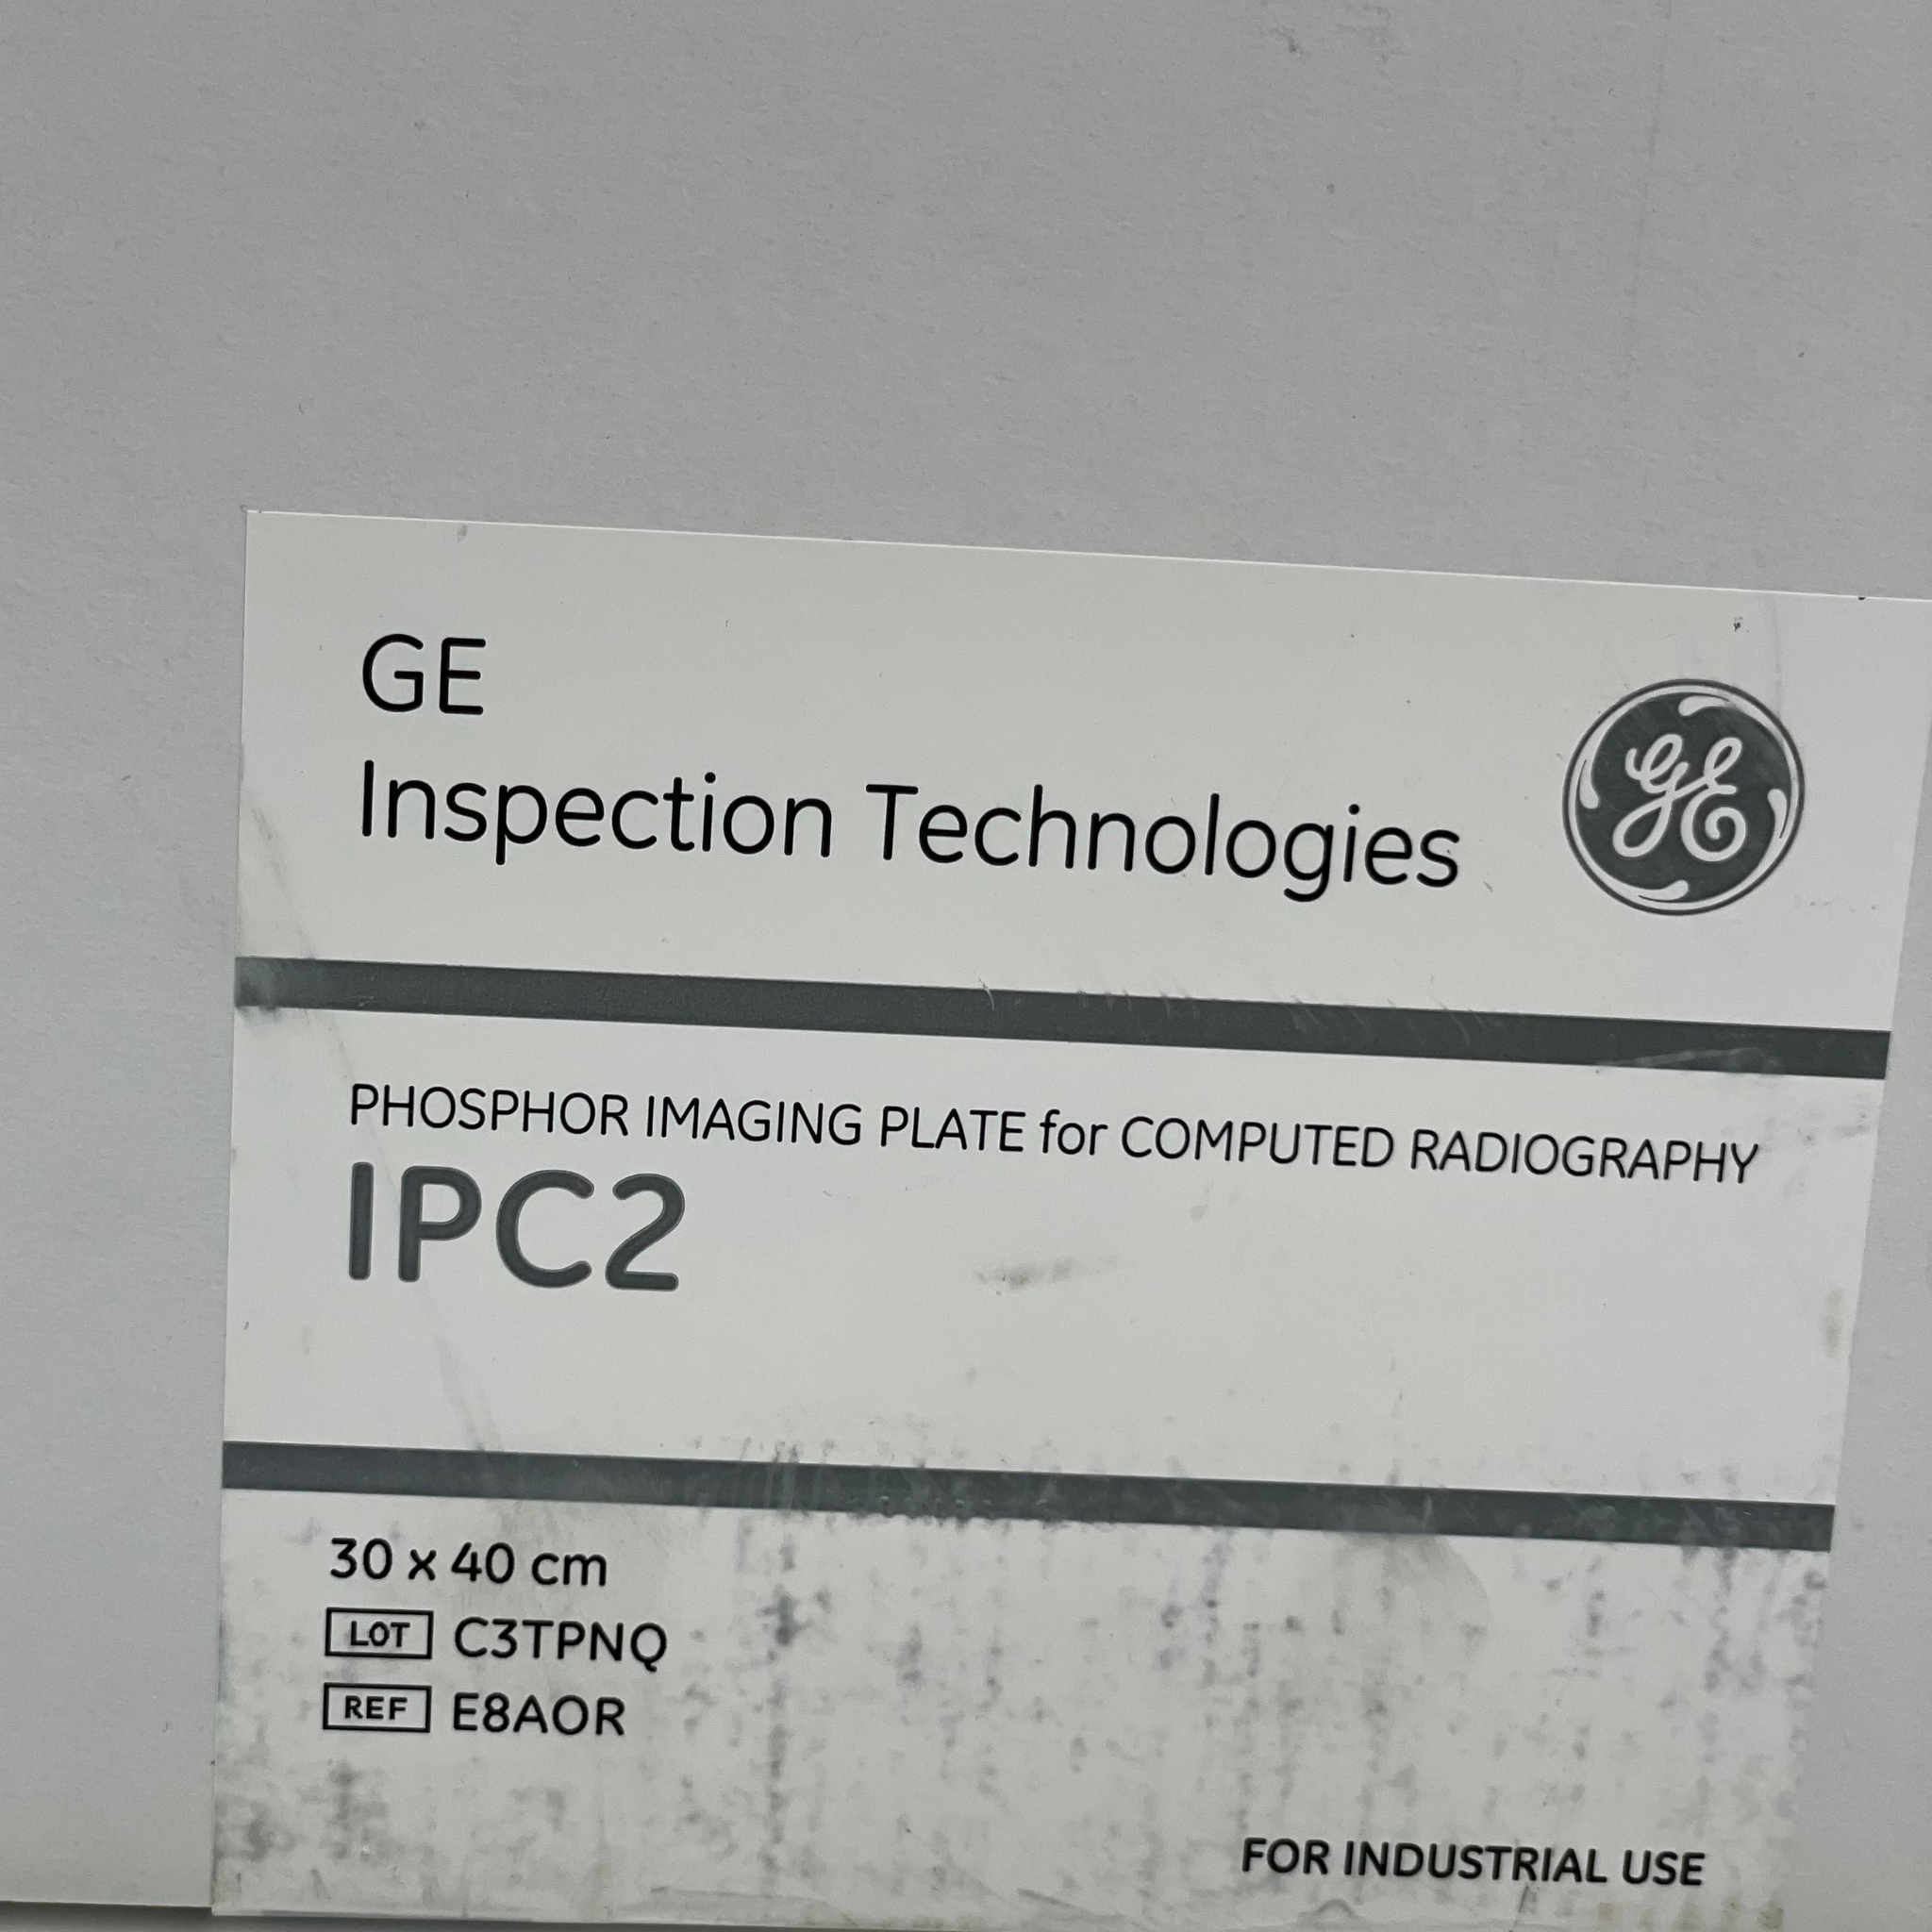 GE
Inspection Technologies
GE
PHOSPHOR IMAGING PLATE for COMPUTED RADIOGRAPHY
IPC2
30 x 40 cm
LOT C3TPNQ
REF E8AOR
FOR INDUSTRIAL USE